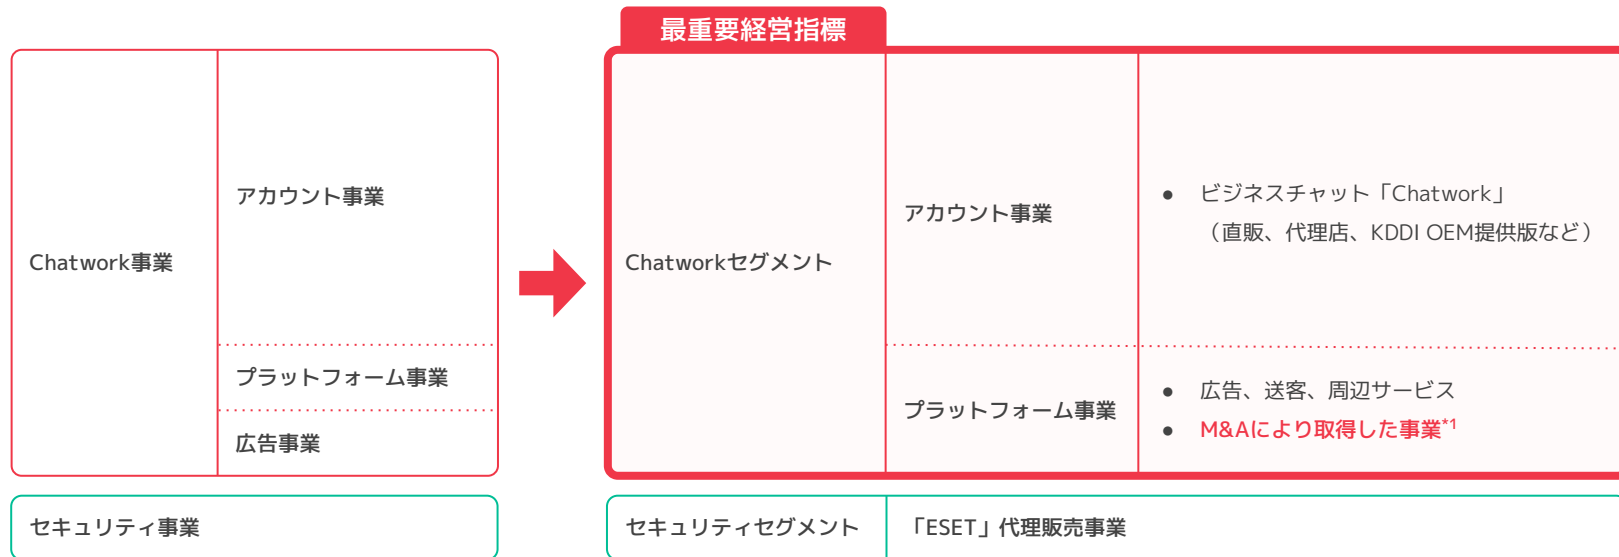 最重要経営指標
Chatwork事業
アカウント事業
プラットフォーム事業
広告事業
セキュリティ事業
Chatworkセグメント
アカウント事業
● ビジネスチャット「Chatwork」
（直販、代理店、KDDI OEM提供版など）
プラットフォーム事業
● 広告、送客、周辺サービス
● M&Aにより取得した事業*1
セキュリティセグメント
「ESET」代理販売事業